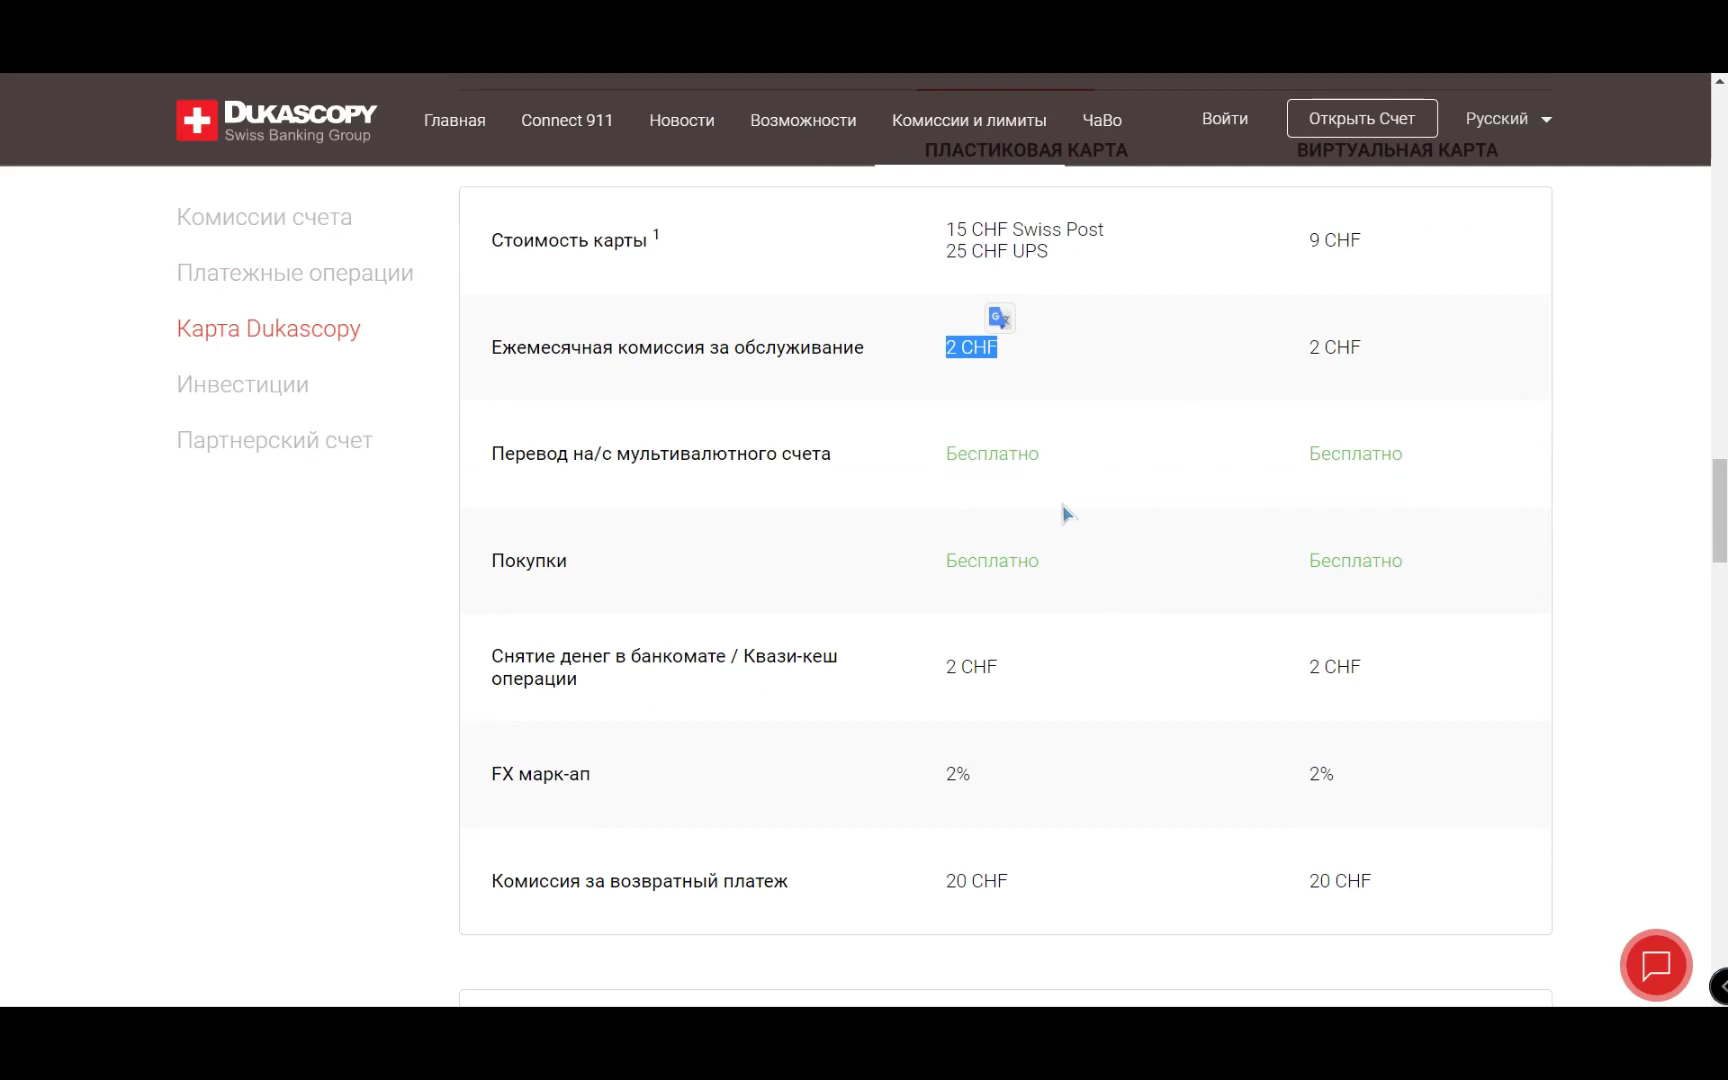 DUKASCOPY
Swiss Banking Group
Главная
Connect 911
Новости
Возможности
Комиссии и лимиты
ЧаВо
Войти
Открыть Счет
Русский
ПЛАСТИКОВАЯ КАРТА
ВИРТУАЛЬНАЯ КАРТА
Комиссии счета
Платежные операции
Карта Dukascopy
Инвестиции
Партнерский счет
Стоимость карты 1
15 CHF Swiss Post
25 CHF UPS
9 CHF
Ежемесячная комиссия за обслуживание
2 CHF
2 CHF
Перевод на/с мультивалютного счета
Бесплатно
Бесплатно
Покупки
Бесплатно
Бесплатно
Снятие денег в банкомате / Квази-кеш
операции
2 CHF
2 CHF
FX марк-ап
2%
2%
Комиссия за возвратный платеж
20 CHF
20 CHF